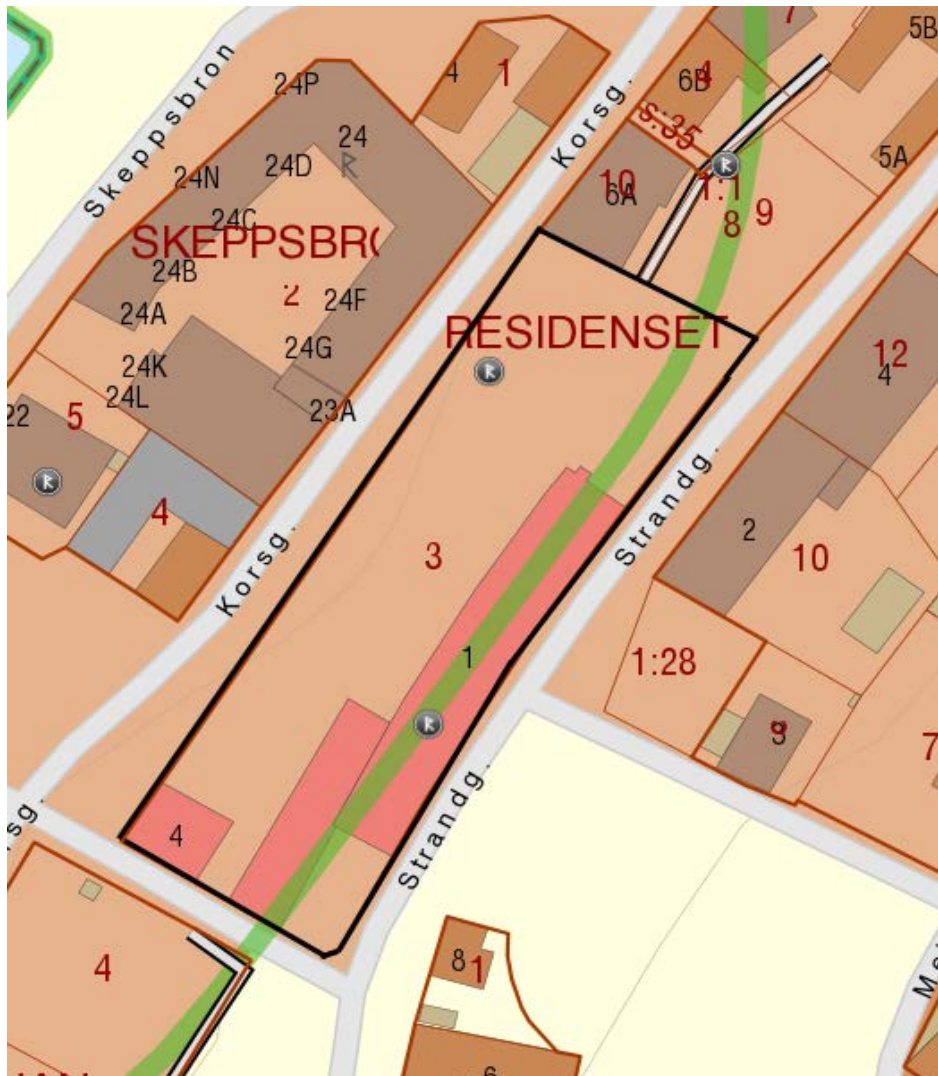 7
5B
4
1
6B
4
24P
Skeppsbron
Korsg.
s:35
24
R
5A
24D
24N
10
6A
1:1
8
9
24C
SKEPPSBRO
24B
2
24F
24A
RESIDENSET
24G
12
4
24K
24L
23A
22
5
R
R
4
Strandg.
2
Korsg.
3
10
1
1:28
R
9
3
7
Strandg.
4
rsg.
8
1
4
6